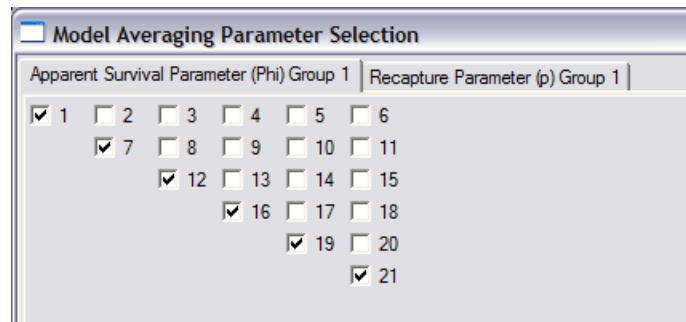 Model Averaging Parameter Selection
Apparent Survival Parameter (Phi) Group 1 Recapture Parameter (p) Group 1
1 2 3 4 5 6
7 8 9 10 11
12 13 14 15
16 17 18
19 20
21